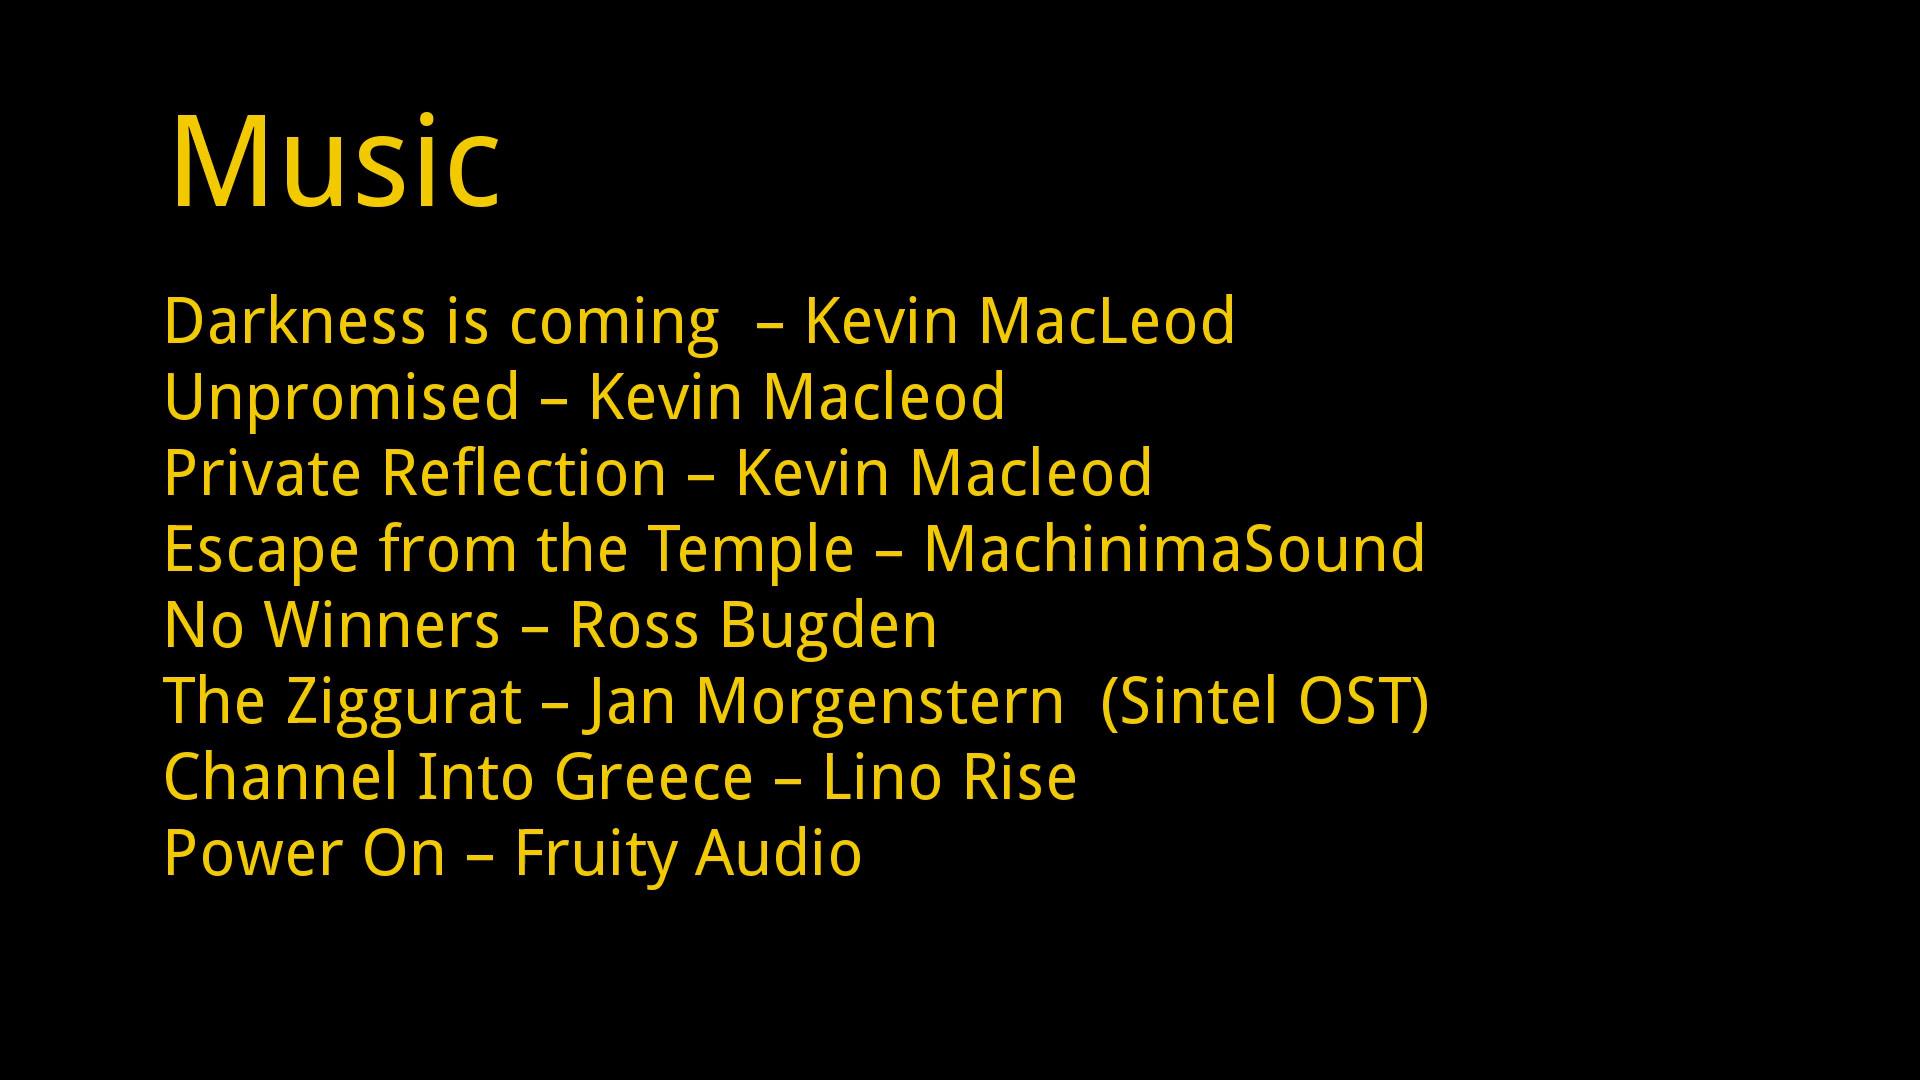 Music
Darkness is coming  – Kevin MacLeod
Unpromised – Kevin Macleod
Private Reflection – Kevin Macleod
Escape from the Temple – MachinimaSound
No Winners – Ross Bugden
The Ziggurat – Jan Morgenstern  (Sintel OST)
Channel Into Greece – Lino Rise
Power On – Fruity Audio